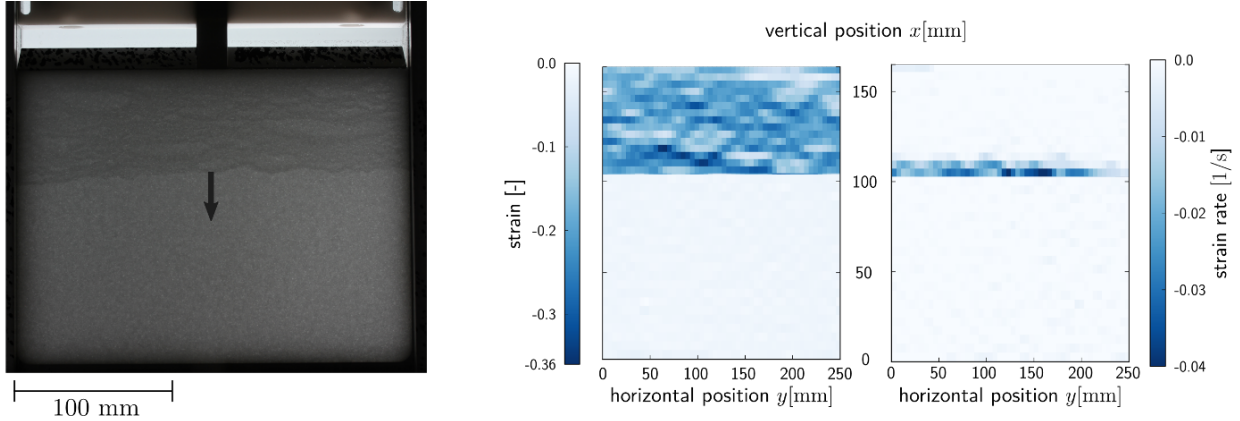 100 mm
vertical position x[mm]
0.0
-0.1
-0.2
-0.3
-0.36
strain [-]
0 50 100 150 200 250
horizontal position y[mm]
150
100
50
0
0 50 100 150 200 250
horizontal position y[mm]
0.0
-0.01
-0.02
-0.03
-0.04
strain rate [1/s]